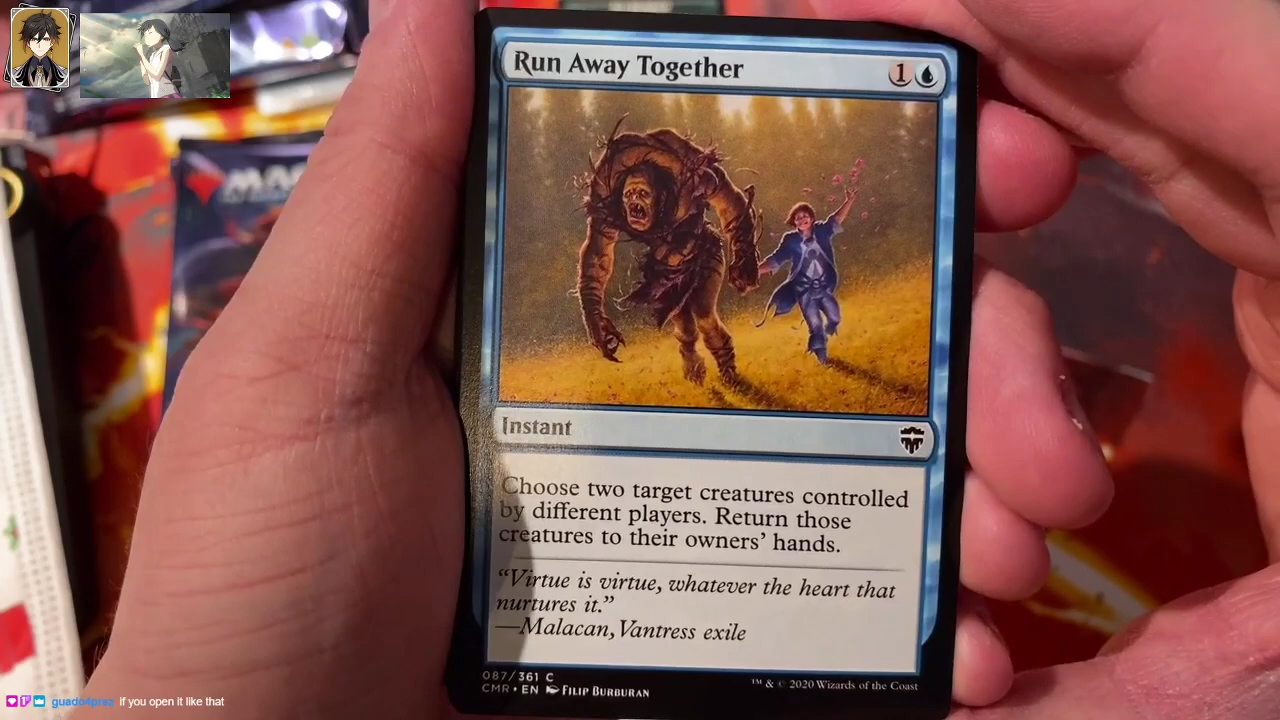 Run Away Together
1
Instant
Choose two target creatures controlled
by different players. Return those
creatures to their owners' hands.
"Virtue is virtue, whatever the heart that
nurtures it."
—Malacan, Vantress exile
087/361 C
CMR • EN FILIP BURBURAN
™ & © 2020 Wizards of the Coast
guado4prez if you open it like that